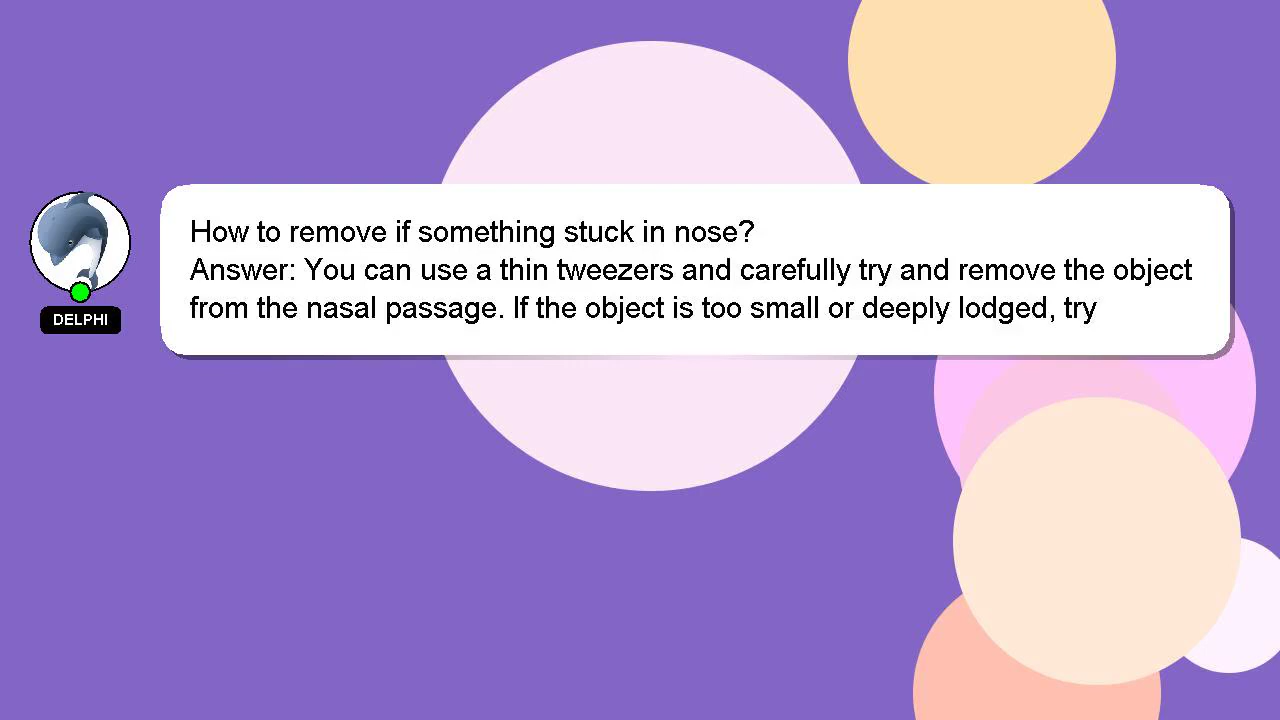 How to remove if something stuck in nose?
Answer: You can use a thin tweezers and carefully try and remove the object
from the nasal passage. If the object is too small or deeply lodged, try
DELPHI